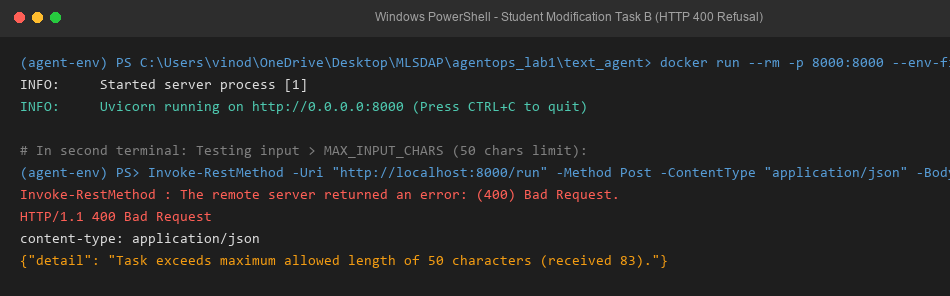 Windows PowerShell - Student Modification Task B (HTTP 400 Refusal)
(agent-env) PS C:\Users\vinod\OneDrive\Desktop\MLSDAP\agentops_lab1\text_agent> docker run --rm -p 8000:8000 --env-fi
INFO:     Started server process [1]
INFO:     Uvicorn running on http://0.0.0.0:8000 (Press CTRL+C to quit)
# In second terminal: Testing input > MAX_INPUT_CHARS (50 chars limit):
(agent-env) PS> Invoke-RestMethod -Uri "http://localhost:8000/run" -Method Post -ContentType "application/json" -Body
Invoke-RestMethod : The remote server returned an error: (400) Bad Request.
HTTP/1.1 400 Bad Request
content-type: application/json
{"detail": "Task exceeds maximum allowed length of 50 characters (received 83)."}